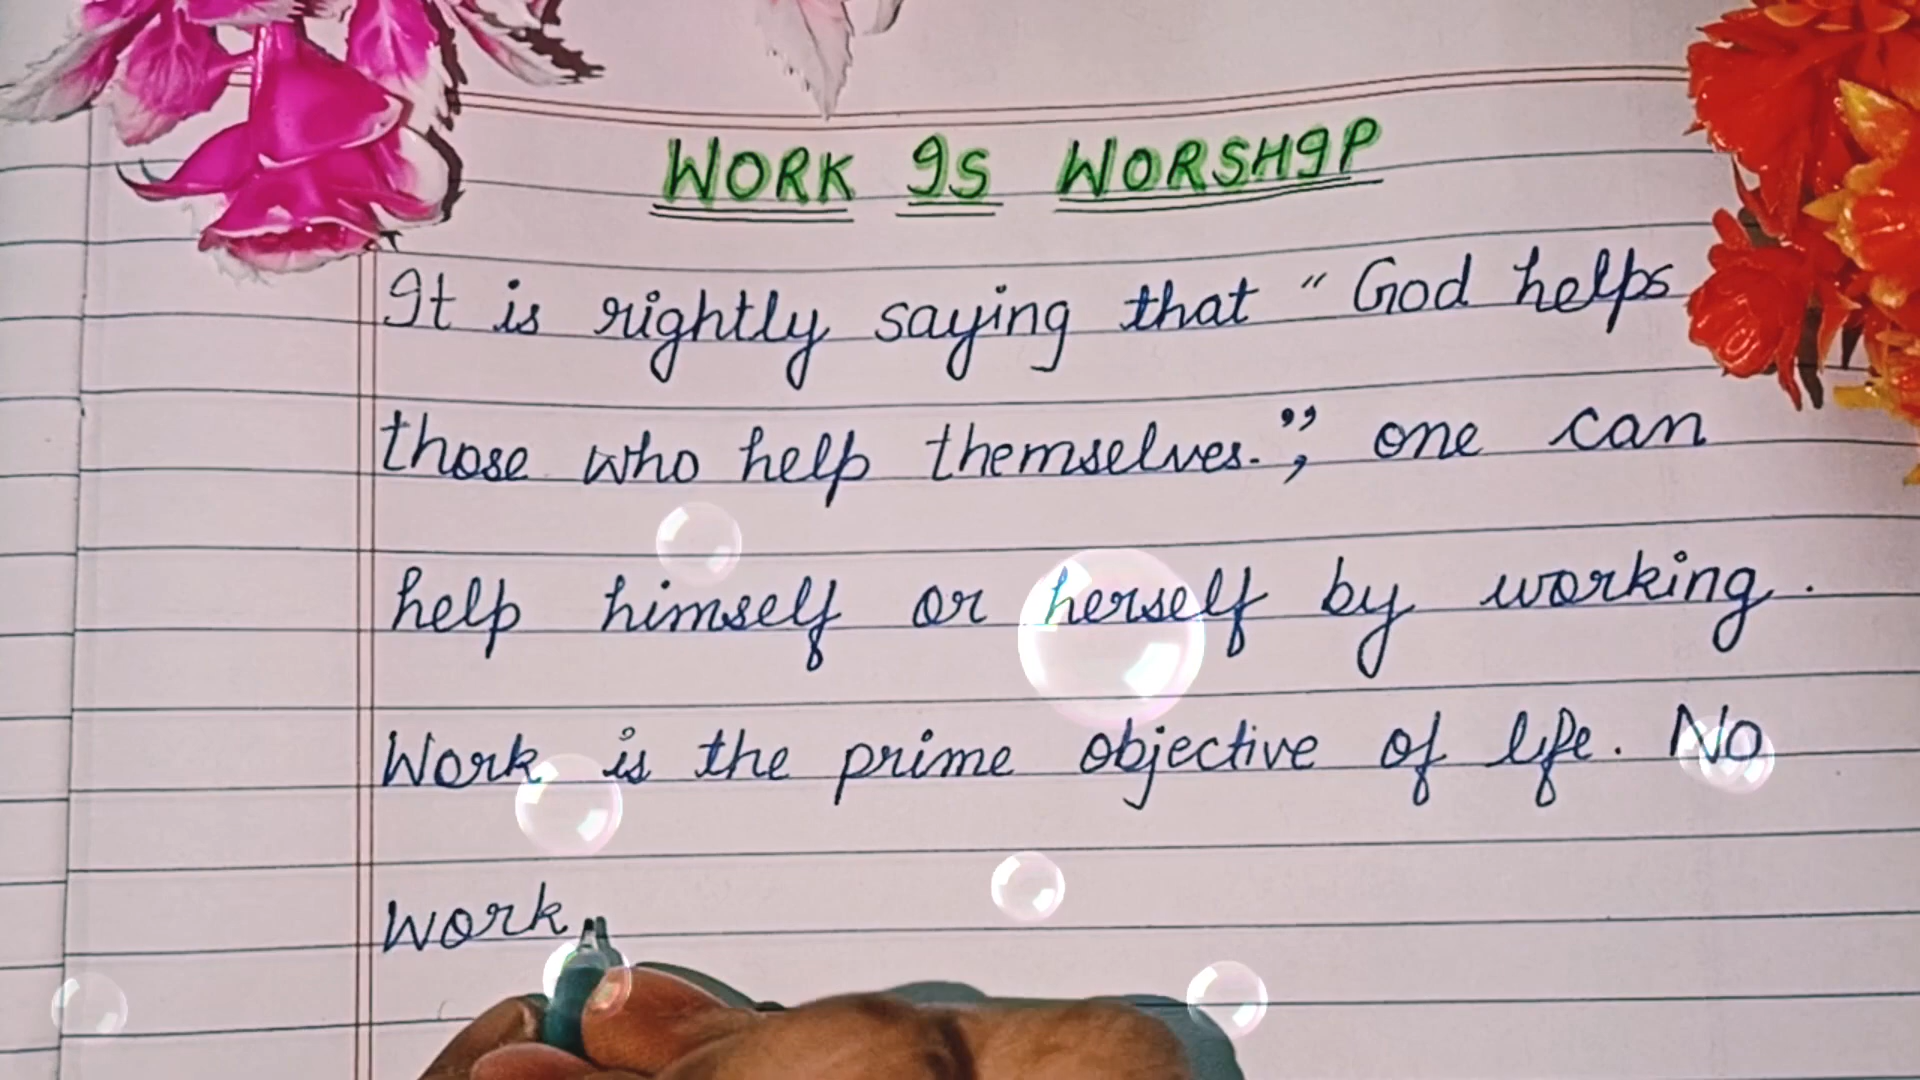 WORK IS WORSHIP
It is rightly saying that "God helps
those who help themselves.", one can
help himself or herself by working.
Work is the prime objective of life. No
work